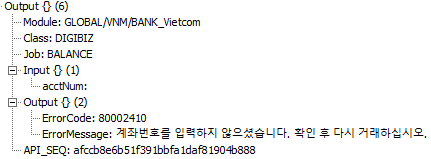 Output {} (6)
Module: GLOBAL/VNM/BANK_Vietcom
Class: DIGIBIZ
Job: BALANCE
Input {} (1)
acctNum:
Output {} (2)
ErrorCode: 80002410
ErrorMessage: 계좌번호를 입력하지 않으셨습니다. 확인 후 다시 거래하십시오.
API_SEQ: afccb8e6b51f391bbfa1daf81904b888